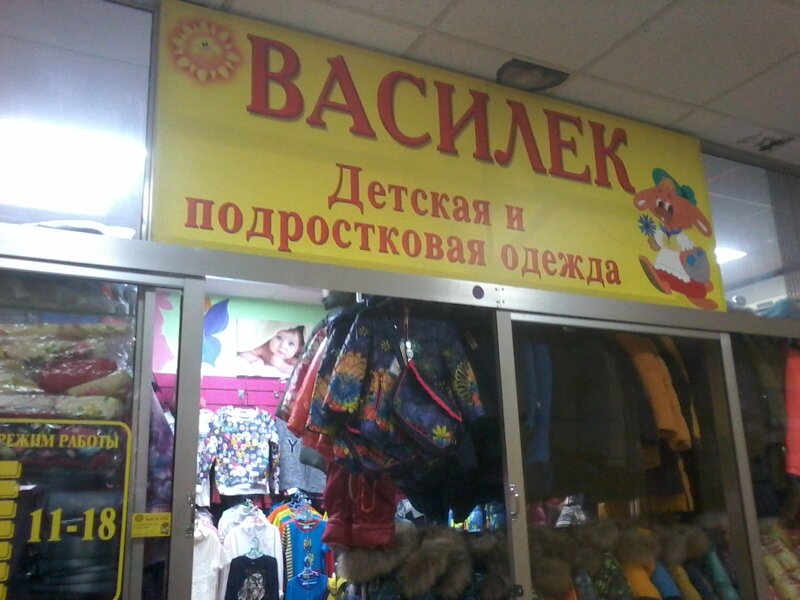 ВАСИЛЕК
Детская и
подростковая одежда
РЕЖИМ РАБОТЫ
11-18